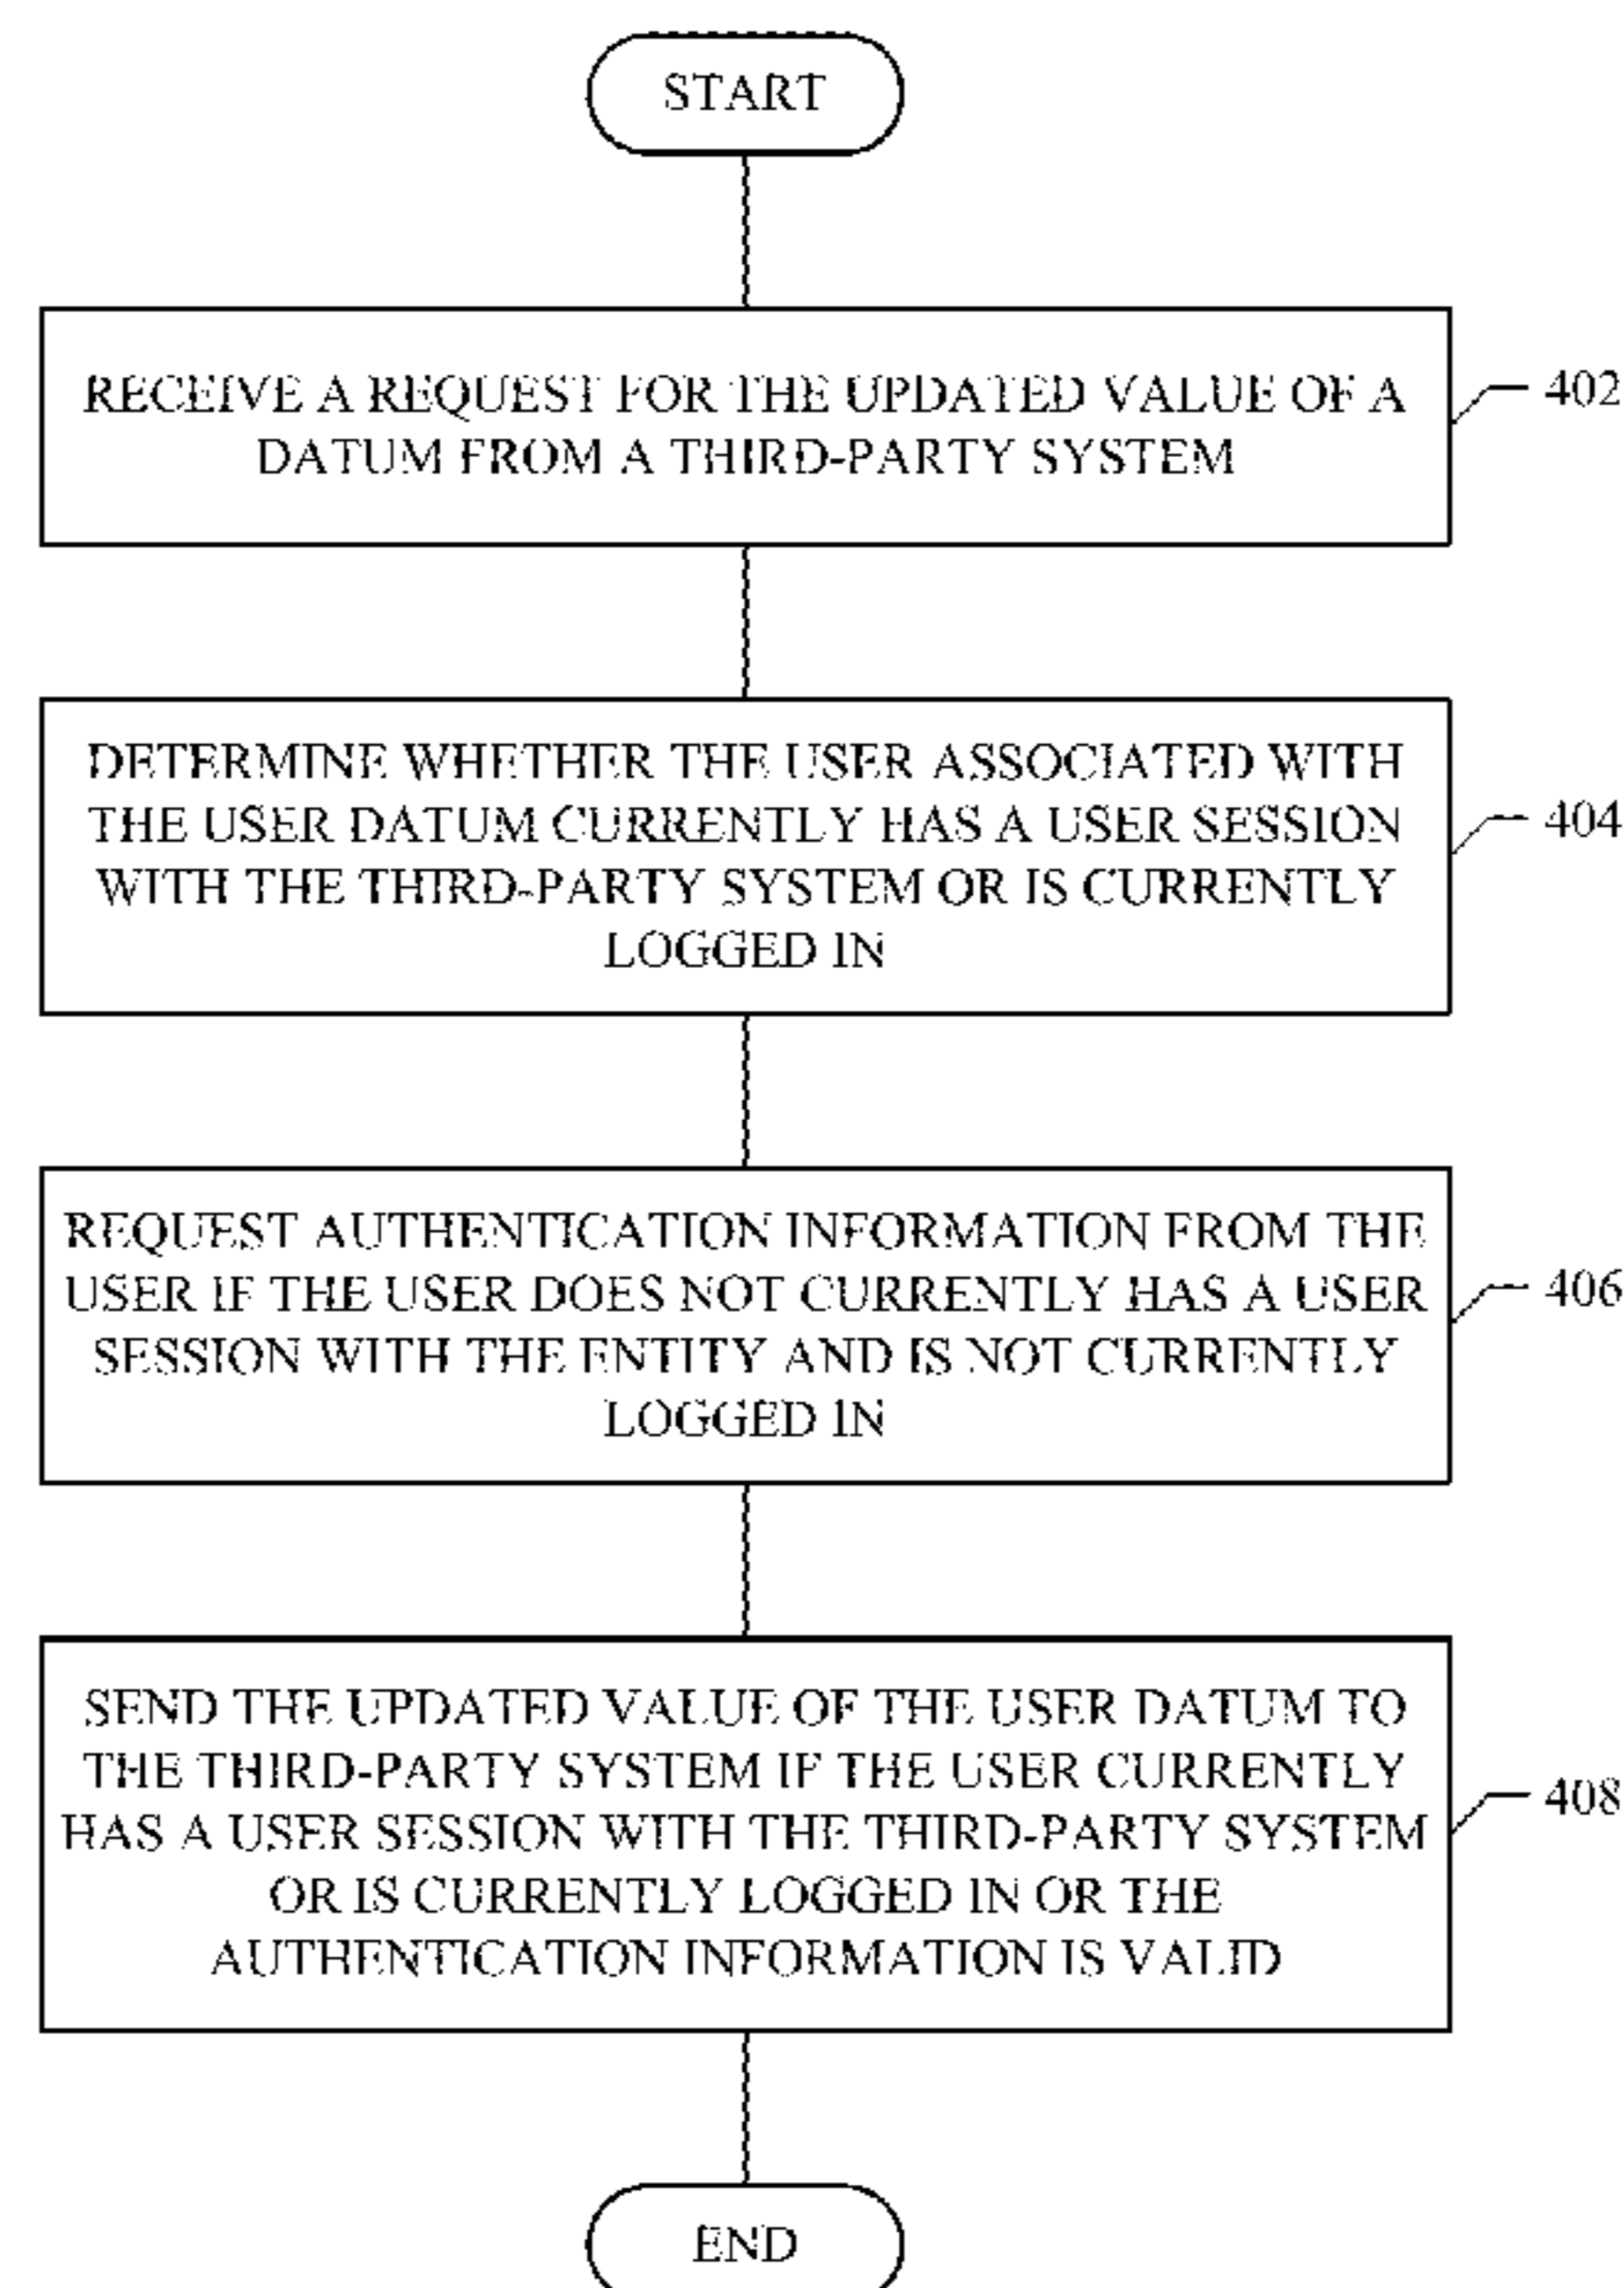 START
RECEIVE A REQUEST FOR THE UPDATED VALUE OF A
DATUM FROM A THIRD-PARTY SYSTEM
402
DETERMINE WHETHER THE USER ASSOCIATED WITH
THE USER DATUM CURRENTLY HAS A USER SESSION
WITH THE THIRD-PARTY SYSTEM OR IS CURRENTLY
LOGGED IN
404
REQUEST AUTHENTICATION INFORMATION FROM THE
USER IF THE USER DOES NOT CURRENTLY HAS A USER
SESSION WITH THE ENTITY AND IS NOT CURRENTLY
LOGGED IN
406
SEND THE UPDATED VALUE OF THE USER DATUM TO
THE THIRD-PARTY SYSTEM IF THE USER CURRENTLY
HAS A USER SESSION WITH THE THIRD-PARTY SYSTEM
OR IS CURRENTLY LOGGED IN OR THE
AUTHENTICATION INFORMATION IS VALID
408
END